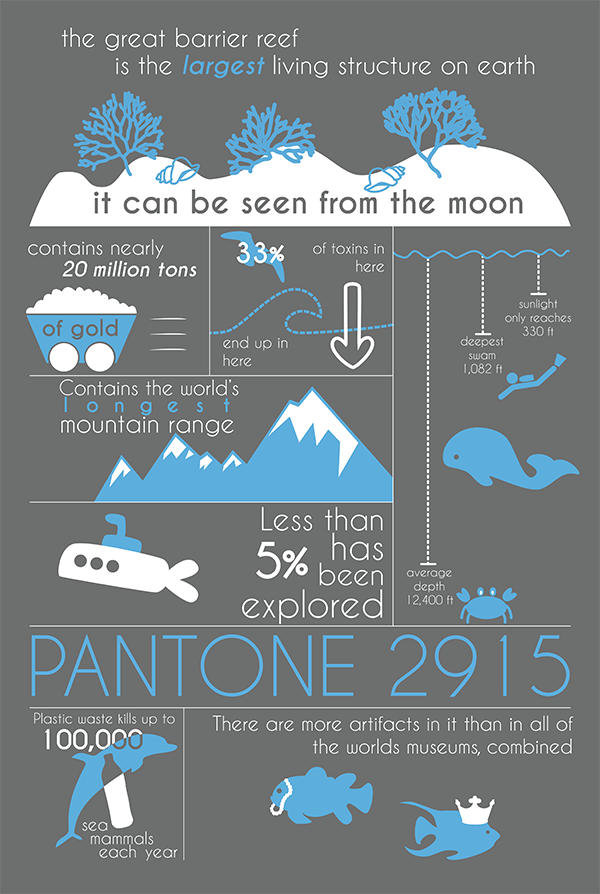 the great barrier reef
is the largest living structure on earth
it can be seen from the moon
contains nearly
20 million tons
of gold
33%
of toxins in
here
end up in
here
sunlight
only reaches
330 ft
deepest
swam
1,082 ft
average
depth
12,400 ft
Contains the world's
longest
mountain range
Less than
5% has
been
explored
PANTONE 2915
Plastic waste kills up to
100,000
sea
mammals
each year
There are more artifacts in it than in all of
the worlds museums, combined